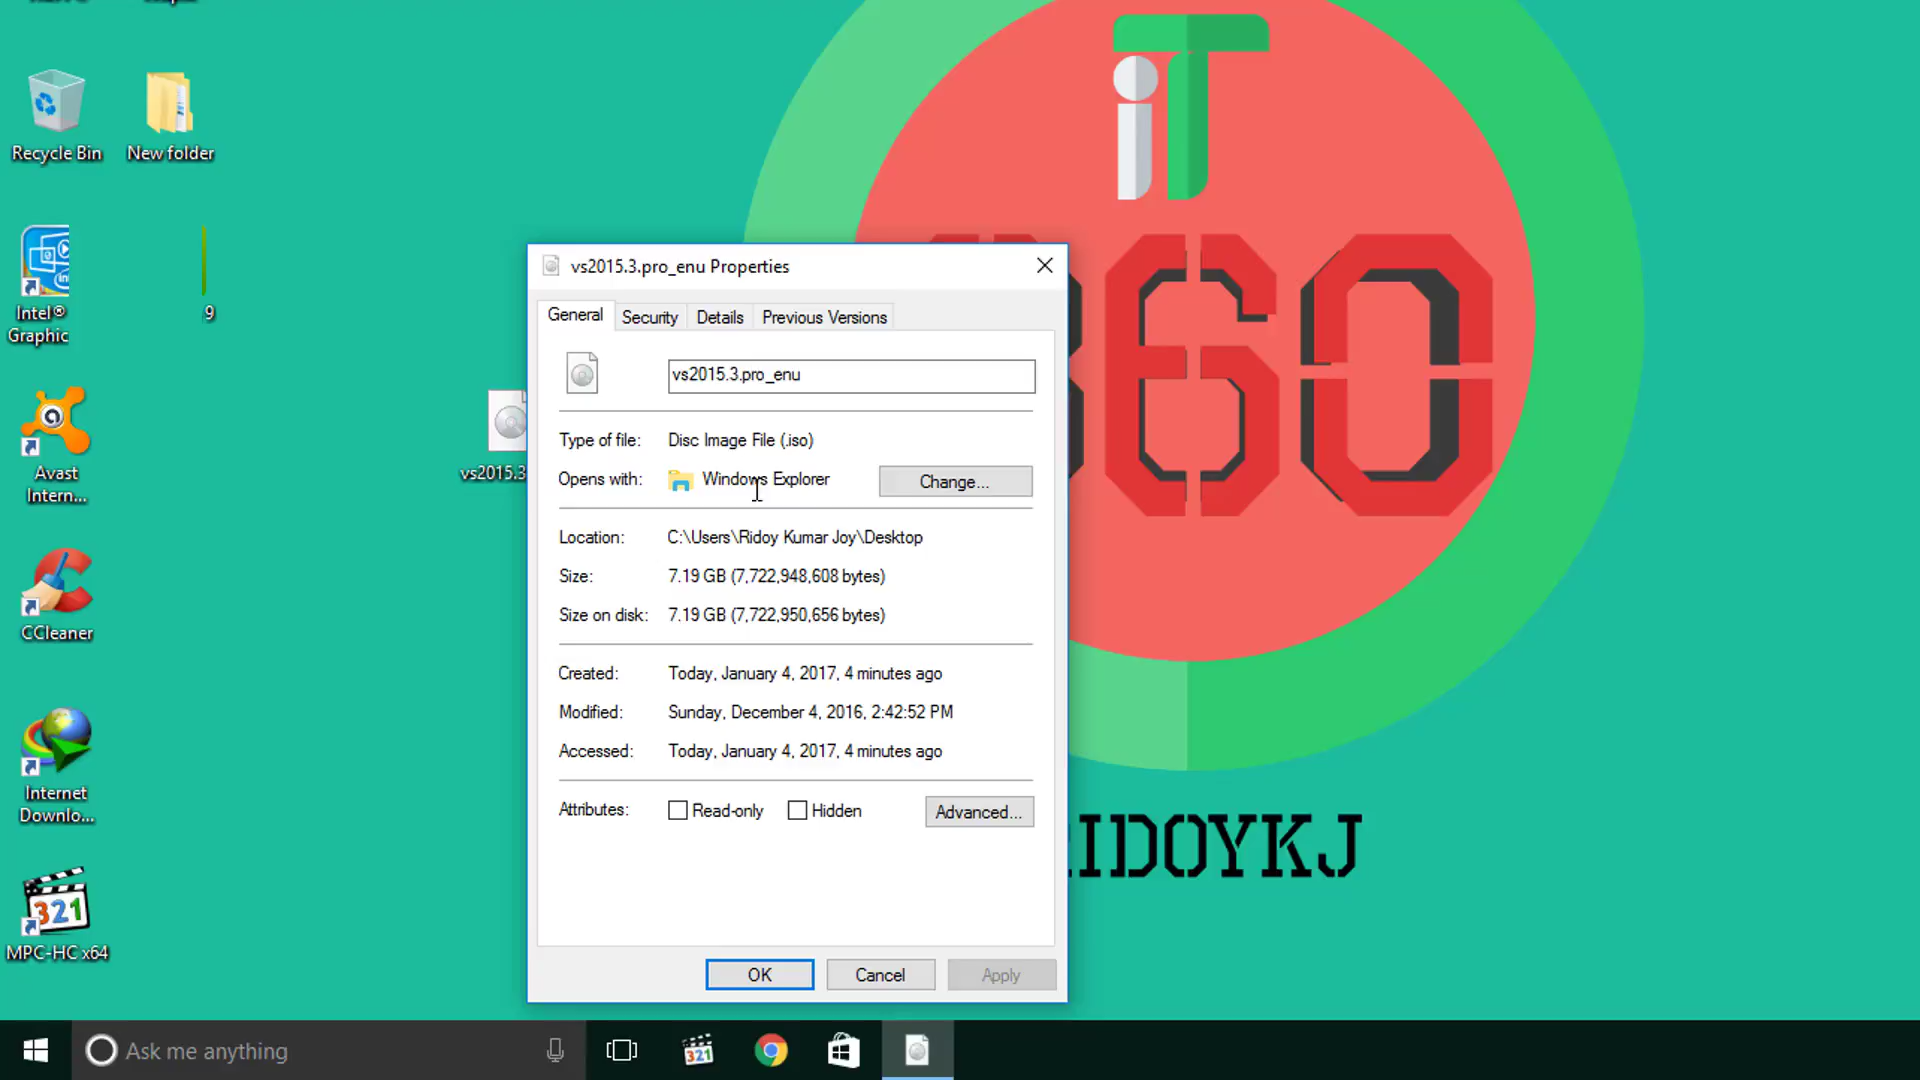 Recycle Bin
New folder
Intel®
Graphic
9
Avast
Intern...
CCleaner
Internet
Downlo...
MPC-HC x64
321
vs2015.3
iT
360
RIDOYKJ
vs2015.3.pro_enu Properties
General
Security
Details
Previous Versions
vs2015.3.pro_enu
Type of file: Disc Image File (.iso)
Opens with: Windows Explorer
Change...
Location: C:\Users\Ridoy Kumar Joy\Desktop
Size: 7.19 GB (7,722,948,608 bytes)
Size on disk: 7.19 GB (7,722,950,656 bytes)
Created: Today, January 4, 2017, 4 minutes ago
Modified: Sunday, December 4, 2016, 2:42:52 PM
Accessed: Today, January 4, 2017, 4 minutes ago
Attributes: Read-only Hidden Advanced...
OK Cancel Apply
Ask me anything
321